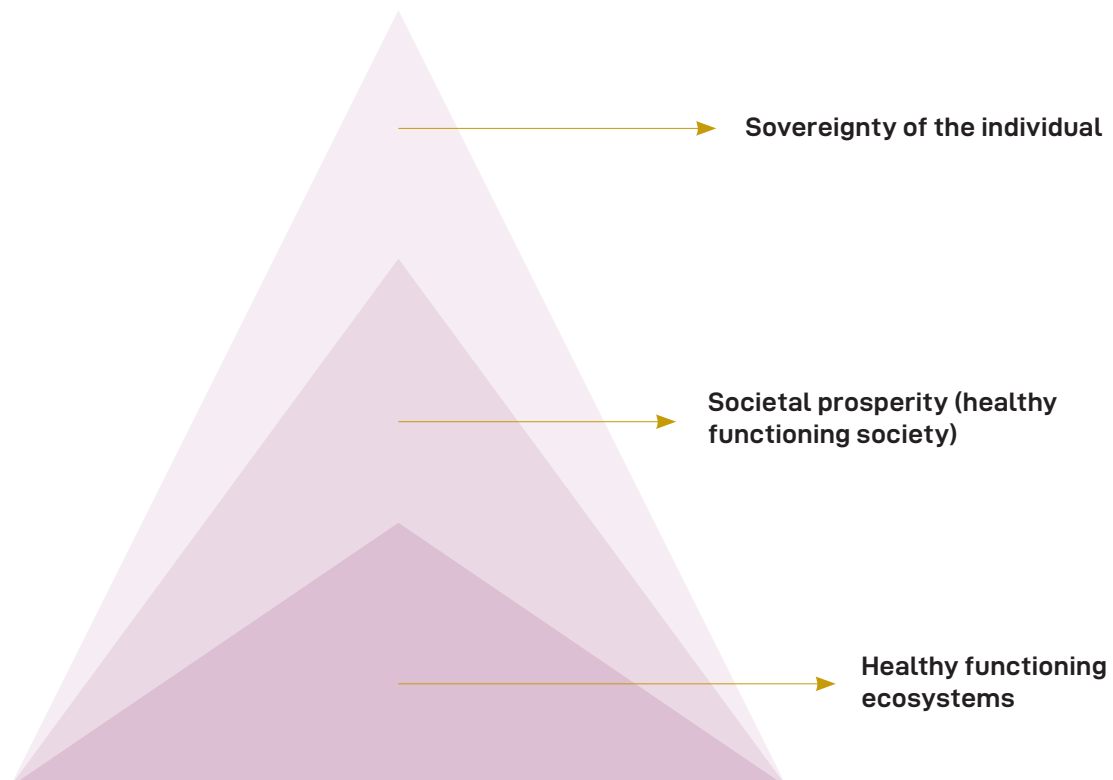 Sovereignty of the individual
Societal prosperity (healthy
functioning society)
Healthy functioning
ecosystems